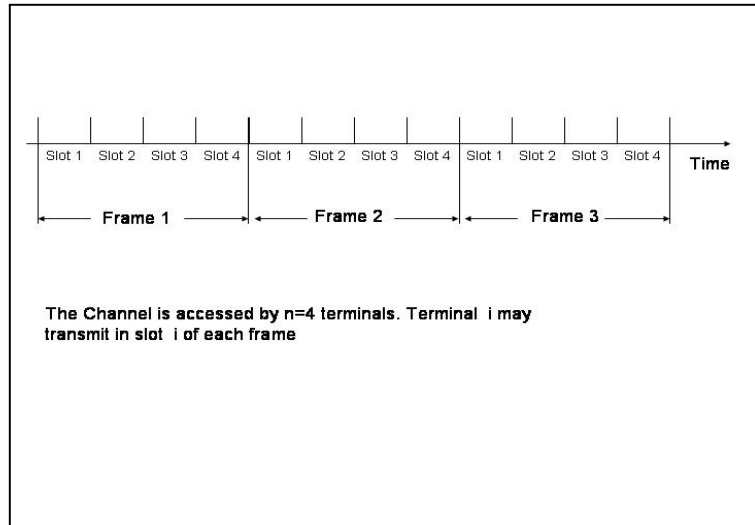 Slot 1 Slot 2 Slot 3 Slot 4 Slot 1 Slot 2 Slot 3 Slot 4 Slot 1 Slot 2 Slot 3 Slot 4
Time
Frame 1 Frame 2 Frame 3
The Channel is accessed by n=4 terminals. Terminal i may
transmit in slot i of each frame